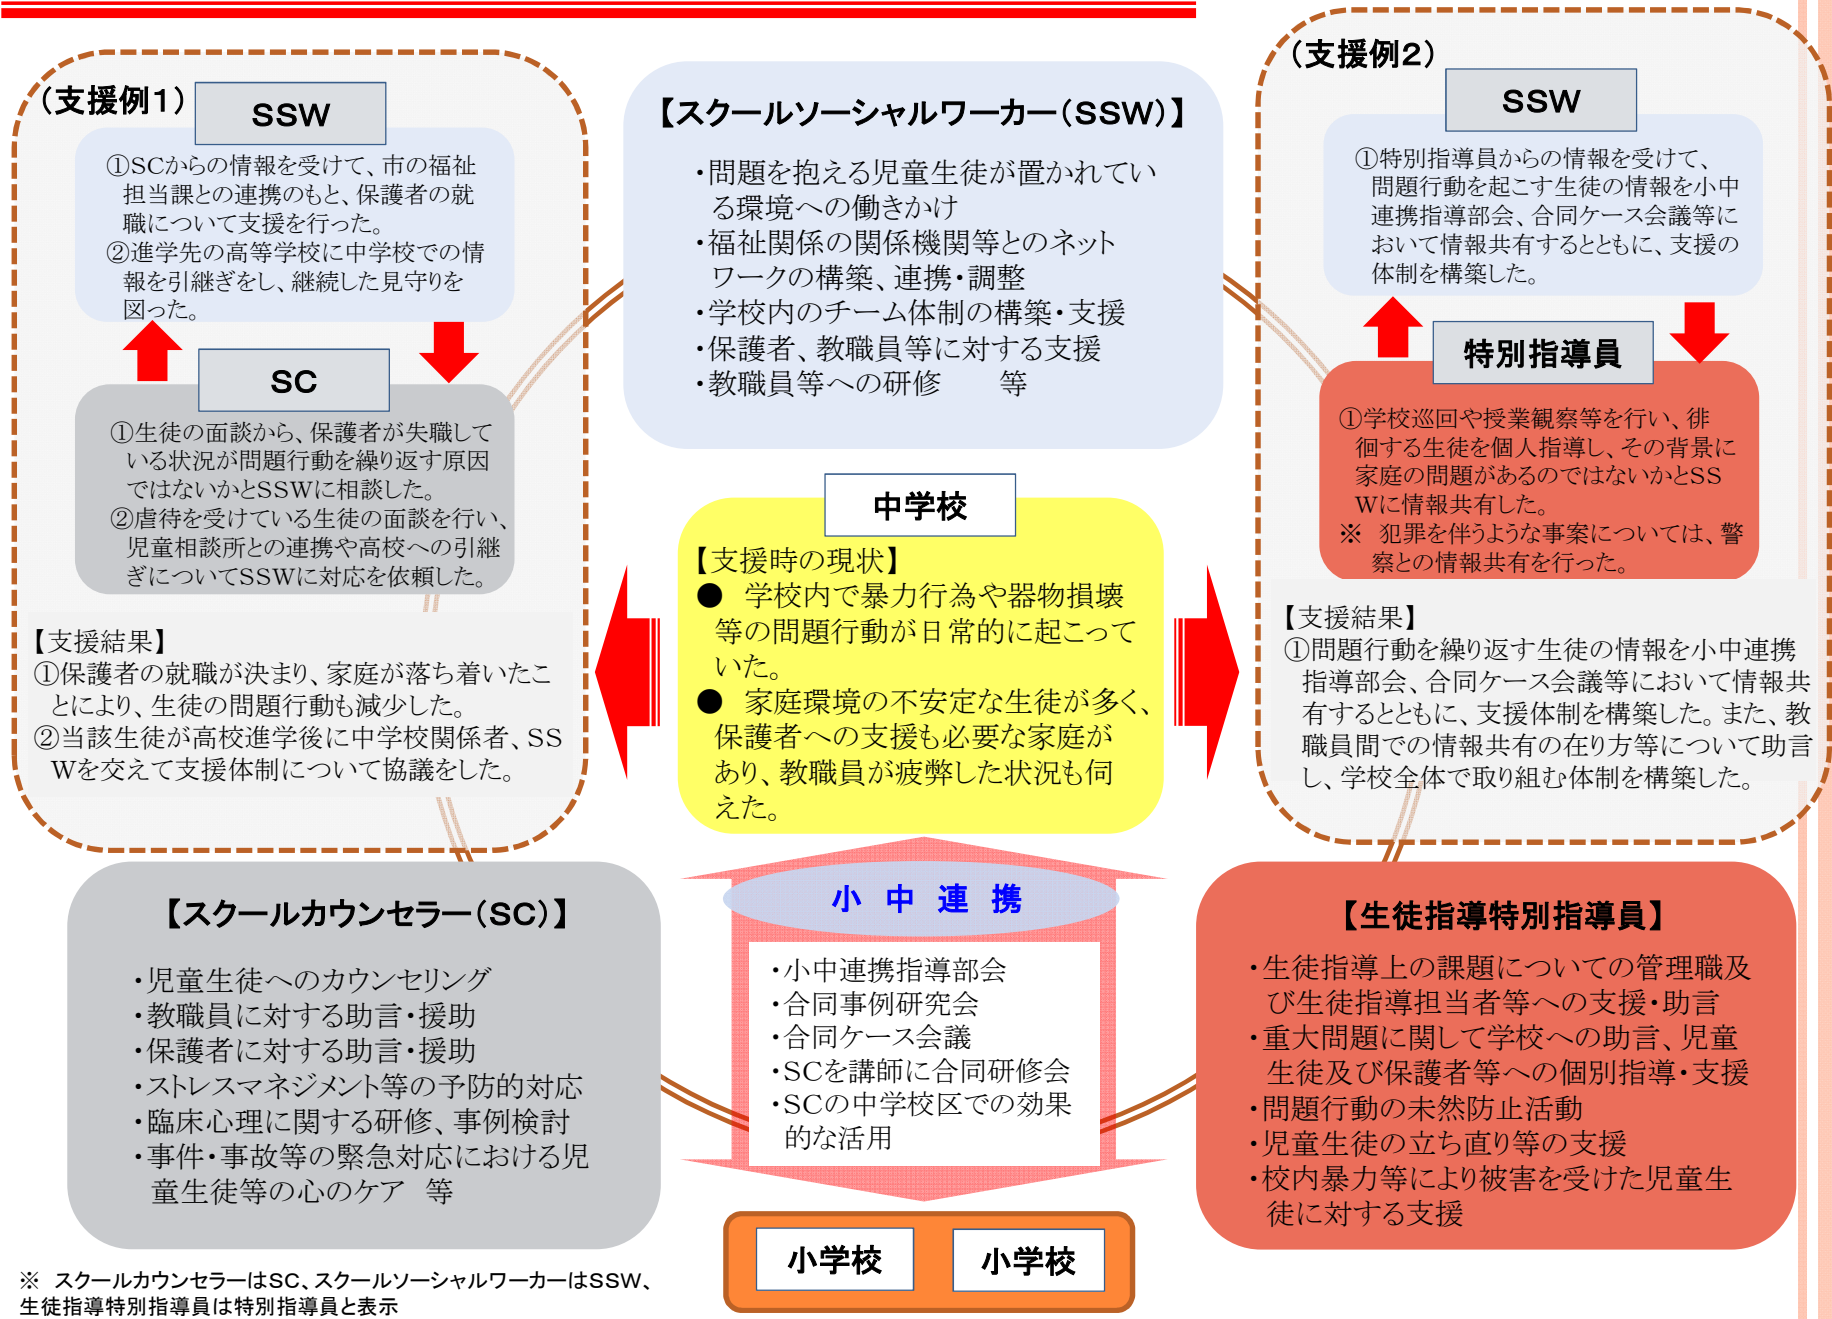 (支援例1)
SSW
①SCからの情報を受けて、市の福祉
担当課との連携のもと、保護者の就
職について支援を行った。
②進学先の高等学校に中学校での情
報を引継ぎをし、継続した見守りを
図った。
SC
①生徒の面談から、保護者が失職して
いる状況が問題行動を繰り返す原因
ではないかとSSWに相談した。
②虐待を受けている生徒の面談を行い、
児童相談所との連携や高校への引継
ぎについてSSWに対応を依頼した。
【支援結果】
①保護者の就職が決まり、家庭が落ち着いたこ
とにより、生徒の問題行動も減少した。
②当該生徒が高校進学後に中学校関係者、SS
Wを交えて支援体制について協議をした。
【スクールソーシャルワーカー(SSW)】
・問題を抱える児童生徒が置かれてい
る環境への働きかけ
・福祉関係の関係機関等とのネット
ワークの構築、連携・調整
・学校内のチーム体制の構築・支援
・保護者、教職員等に対する支援
・教職員等への研修　　等
中学校
【支援時の現状】
●　学校内で暴力行為や器物損壊
等の問題行動が日常的に起こって
いた。
●　家庭環境の不安定な生徒が多く、
保護者への支援も必要な家庭が
あり、教職員が疲弊した状況も伺
えた。
(支援例2)
SSW
①特別指導員からの情報を受けて、
問題行動を起こす生徒の情報を小中
連携指導部会、合同ケース会議等に
おいて情報共有するとともに、支援の
体制を構築した。
特別指導員
①学校巡回や授業観察等を行い、徘
徊する生徒を個人指導し、その背景に
家庭の問題があるのではないかとSS
Wに情報共有した。
※　犯罪を伴うような事案については、警
察との情報共有を行った。
【支援結果】
①問題行動を繰り返す生徒の情報を小中連携
指導部会、合同ケース会議等において情報共
有するとともに、支援体制を構築した。また、教
職員間での情報共有の在り方等について助言
し、学校全体で取り組む体制を構築した。
【スクールカウンセラー(SC)】
・児童生徒へのカウンセリング
・教職員に対する助言・援助
・保護者に対する助言・援助
・ストレスマネジメント等の予防的対応
・臨床心理に関する研修、事例検討
・事件・事故等の緊急対応における児
童生徒等の心のケア　等
小 中 連 携
・小中連携指導部会
・合同事例研究会
・合同ケース会議
・SCを講師に合同研修会
・SCの中学校区での効果
的な活用
小学校
小学校
【生徒指導特別指導員】
・生徒指導上の課題についての管理職及
び生徒指導担当者等への支援・助言
・重大問題に関して学校への助言、児童
生徒及び保護者等への個別指導・支援
・問題行動の未然防止活動
・児童生徒の立ち直り等の支援
・校内暴力等により被害を受けた児童生
徒に対する支援
※　スクールカウンセラーはSC、スクールソーシャルワーカーはSSW、
生徒指導特別指導員は特別指導員と表示